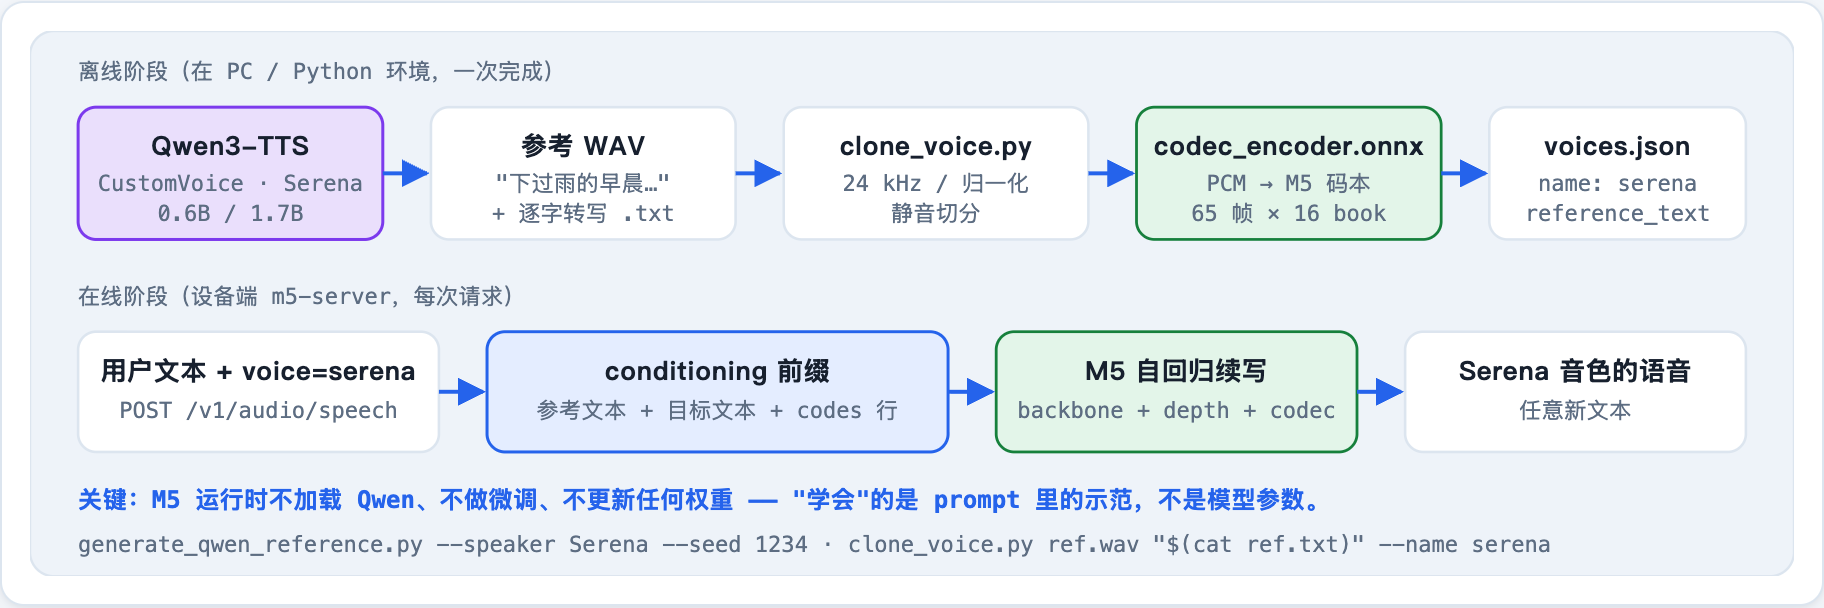 离线阶段（在 PC / Python 环境，一次完成）
Qwen3-TTS
CustomVoice · Serena
0.6B / 1.7B
参考 WAV
"下过雨的早晨…"
+ 逐字转写 .txt
clone_voice.py
24 kHz / 归一化
静音切分
codec_encoder.onnx
PCM → M5 码本
65 帧 × 16 book
voices.json
name: serena
reference_text
在线阶段（设备端 m5-server，每次请求）
用户文本 + voice=serena
POST /v1/audio/speech
conditioning 前缀
参考文本 + 目标文本 + codes 行
M5 自回归续写
backbone + depth + codec
Serena 音色的语音
任意新文本
关键：M5 运行时不加载 Qwen、不做微调、不更新任何权重 —— "学会"的是 prompt 里的示范，不是模型参数。
generate_qwen_reference.py --speaker Serena --seed 1234 · clone_voice.py ref.wav "$(cat ref.txt)" --name serena